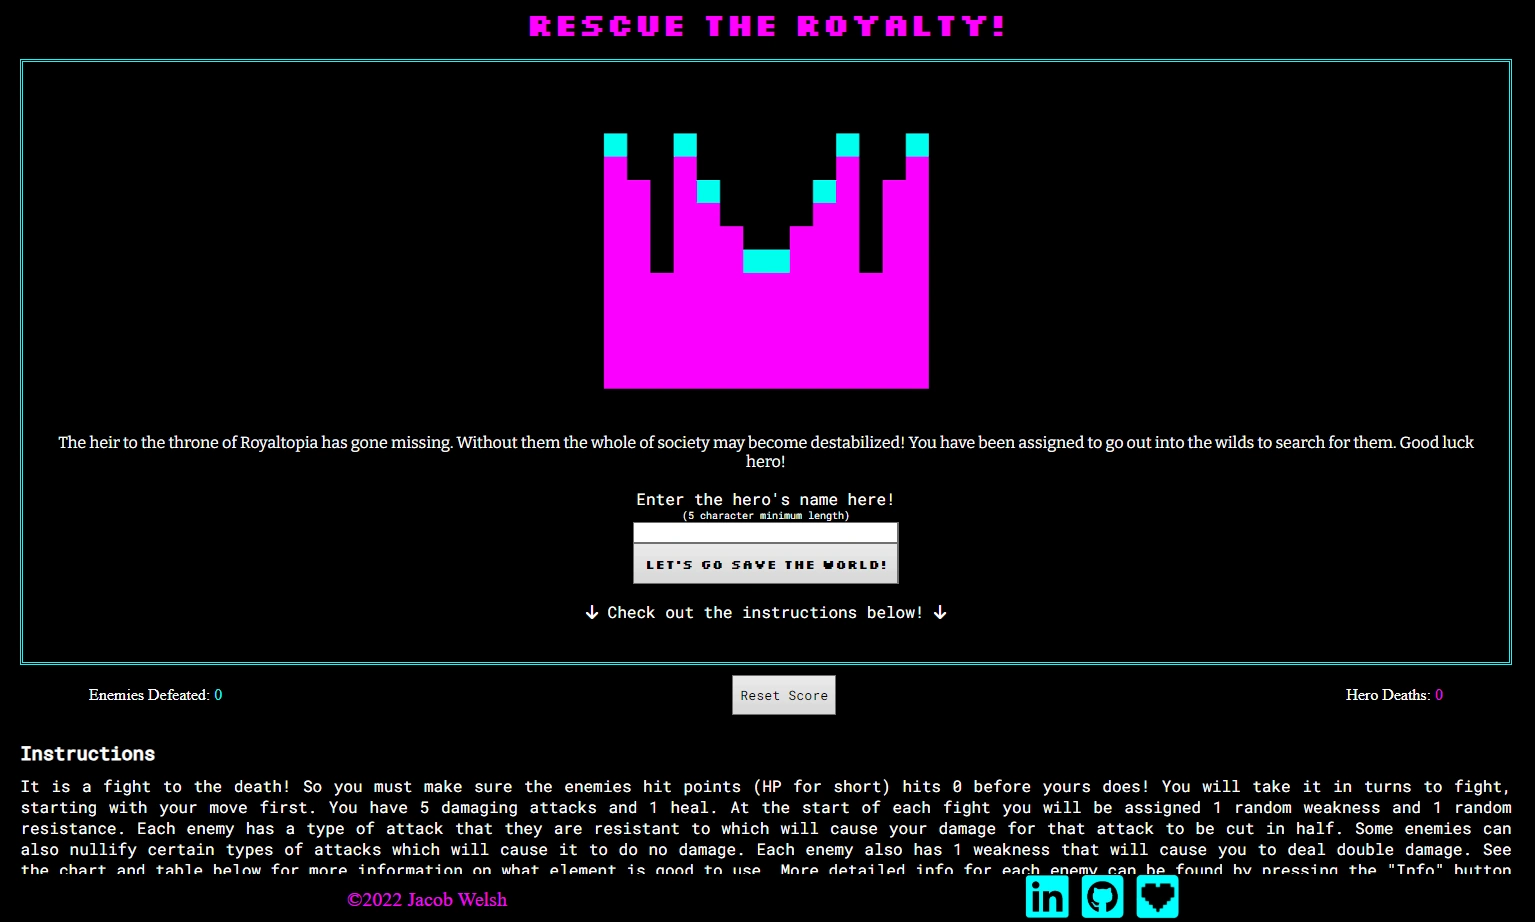 RESCUE THE ROYALTY!
The heir to the throne of Royaltopia has gone missing. Without them the whole of society may become destabilized! You have been assigned to go out into the wilds to search for them. Good luck
hero!
Enter the hero's name here!
(5 character minimum length)
LET'S GO SAVE THE WORLD!
↓ Check out the instructions below! ↓
Enemies Defeated: 0
Reset Score
Hero Deaths: 0
Instructions
It is a fight to the death! So you must make sure the enemies hit points (HP for short) hits 0 before yours does! You will take it in turns to fight,
starting with your move first. You have 5 damaging attacks and 1 heal. At the start of each fight you will be assigned 1 random weakness and 1 random
resistance. Each enemy has a type of attack that they are resistant to which will cause your damage for that attack to be cut in half. Some enemies can
also nullify certain types of attacks which will cause it to do no damage. Each enemy also has 1 weakness that will cause you to deal double damage. See
the chart and table below for more information on what element is good to use. More detailed info for each enemy can be found by pressing the "Info" button
©2022 Jacob Welsh
in